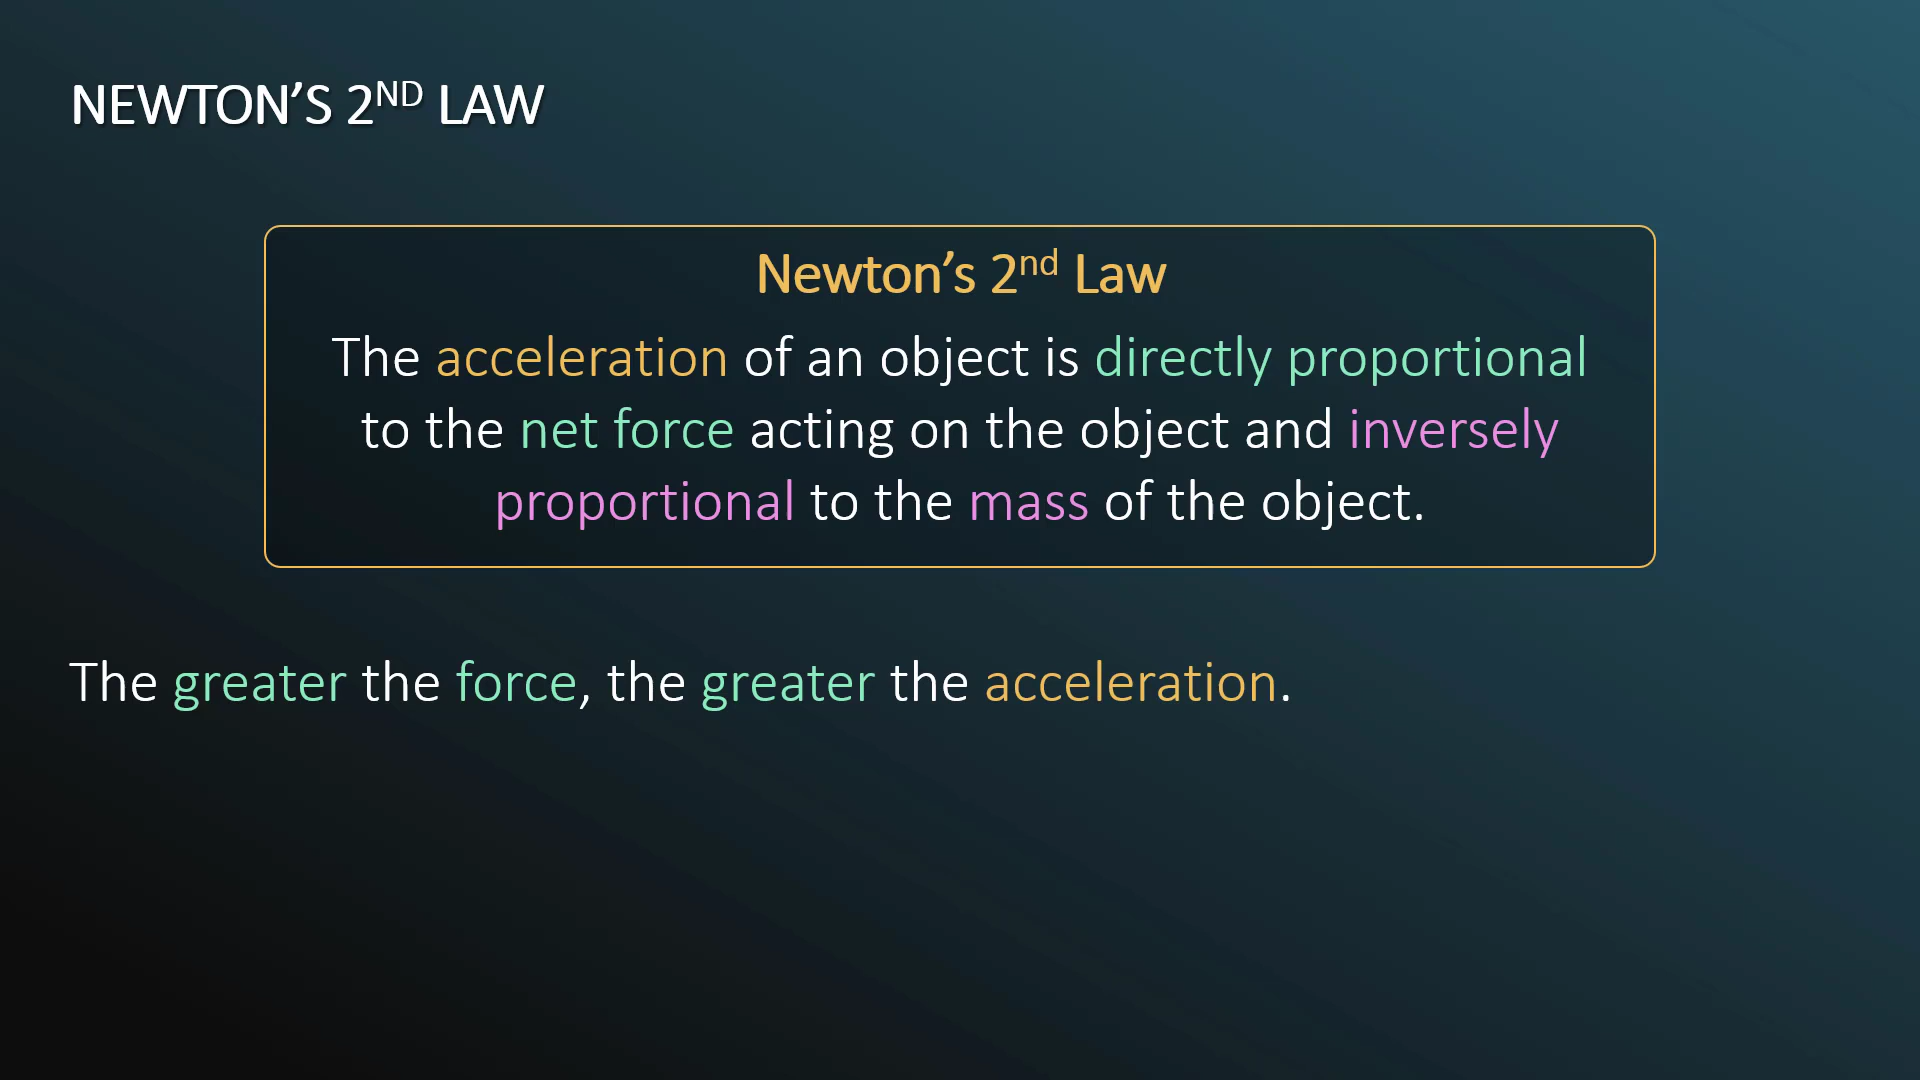 NEWTON’S 2ND LAW
Newton’s 2nd Law
The acceleration of an object is directly proportional
to the net force acting on the object and inversely
proportional to the mass of the object.
The greater the force, the greater the acceleration.